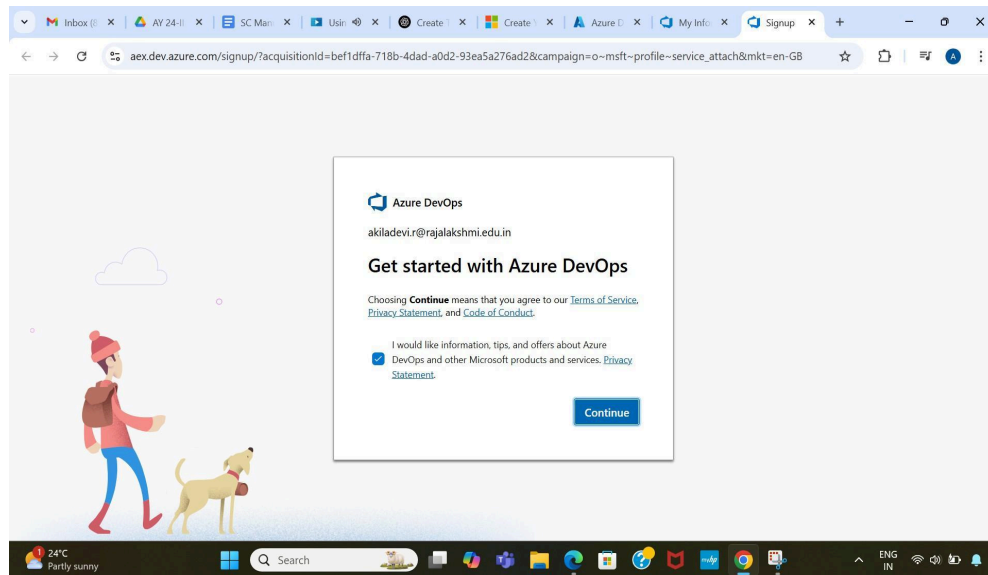 Inbox (8
AY 24-II
SC Man
Usin
Create T
Create
Azure D
My Info
Signup
aex.dev.azure.com/signup/?acquisitionId=bef1dffa-718b-4dad-a0d2-93ea5a276ad2&campaign=o~msft~profile~service_attach&mkt=en-GB
A
Azure DevOps
akiladevi.r@rajalakshmi.edu.in
Get started with Azure DevOps
Choosing Continue means that you agree to our Terms of Service,
Privacy Statement, and Code of Conduct.
I would like information, tips, and offers about Azure
DevOps and other Microsoft products and services. Privacy
Statement.
Continue
1
24°C
Partly sunny
Search
ENG
IN